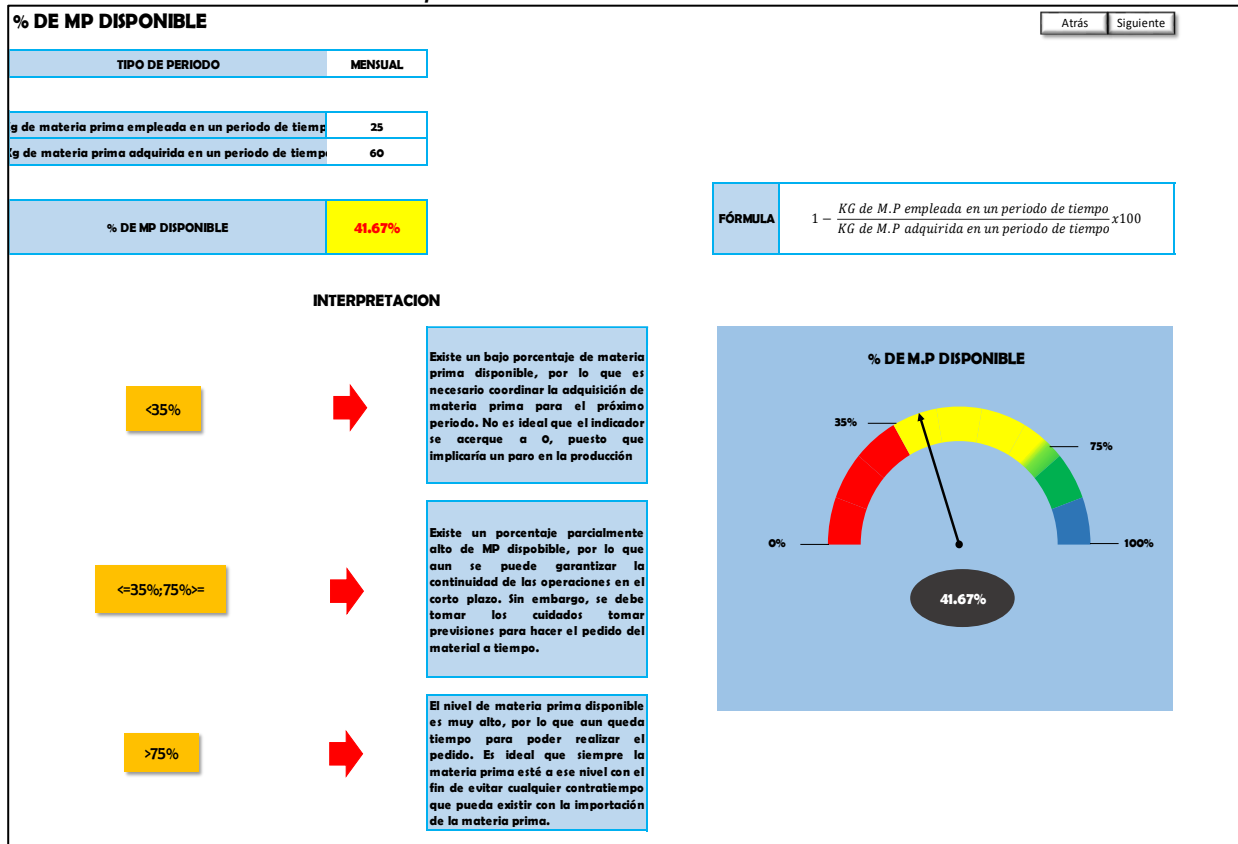 % DE MP DISPONIBLE
Atrás
Siguiente
TIPO DE PERIODO
MENSUAL
g de materia prima empleada en un periodo de tiemp
25
Kg de materia prima adquirida en un periodo de tiempo
60
% DE MP DISPONIBLE
41.67%
FÓRMULA
1 − KG de M.P empleada en un periodo de tiempo
KG de M.P adquirida en un periodo de tiempo x100
INTERPRETACION
<35%
Existe un bajo porcentaje de materia
prima disponible, por lo que es
necesario coordinar la adquisición de
materia prima para el próximo
periodo. No es ideal que el indicador
se acerque a 0, puesto que
implicaría un paro en la producción
<=35%;75%>=
Existe un porcentaje parcialmente
alto de MP dispobible, por lo que
aun se puede garantizar la
continuidad de las operaciones en el
corto plazo. Sin embargo, se debe
tomar los cuidados tomar
previsiones para hacer el pedido del
material a tiempo.
>75%
El nivel de materia prima disponible
es muy alto, por lo que aun queda
tiempo para poder realizar el
pedido. Es ideal que siempre la
materia prima esté a ese nivel con el
fin de evitar cualquier contratiempo
que pueda existir con la importación
de la materia prima.
% DE M.P DISPONIBLE
35%
75%
0%
100%
41.67%